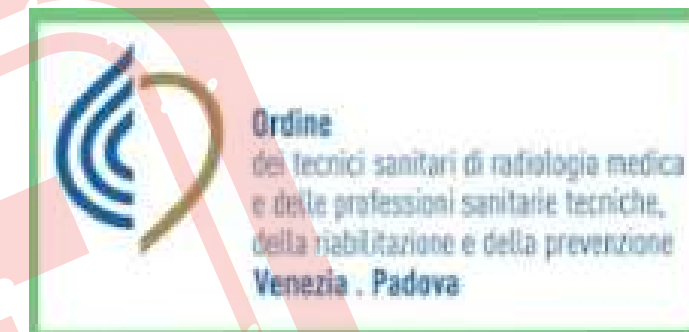 Ordine
dei tecnici sanitari di radiologia medica
e delle professioni sanitarie tecniche,
della riabilitazione e della prevenzione
Venezia . Padova